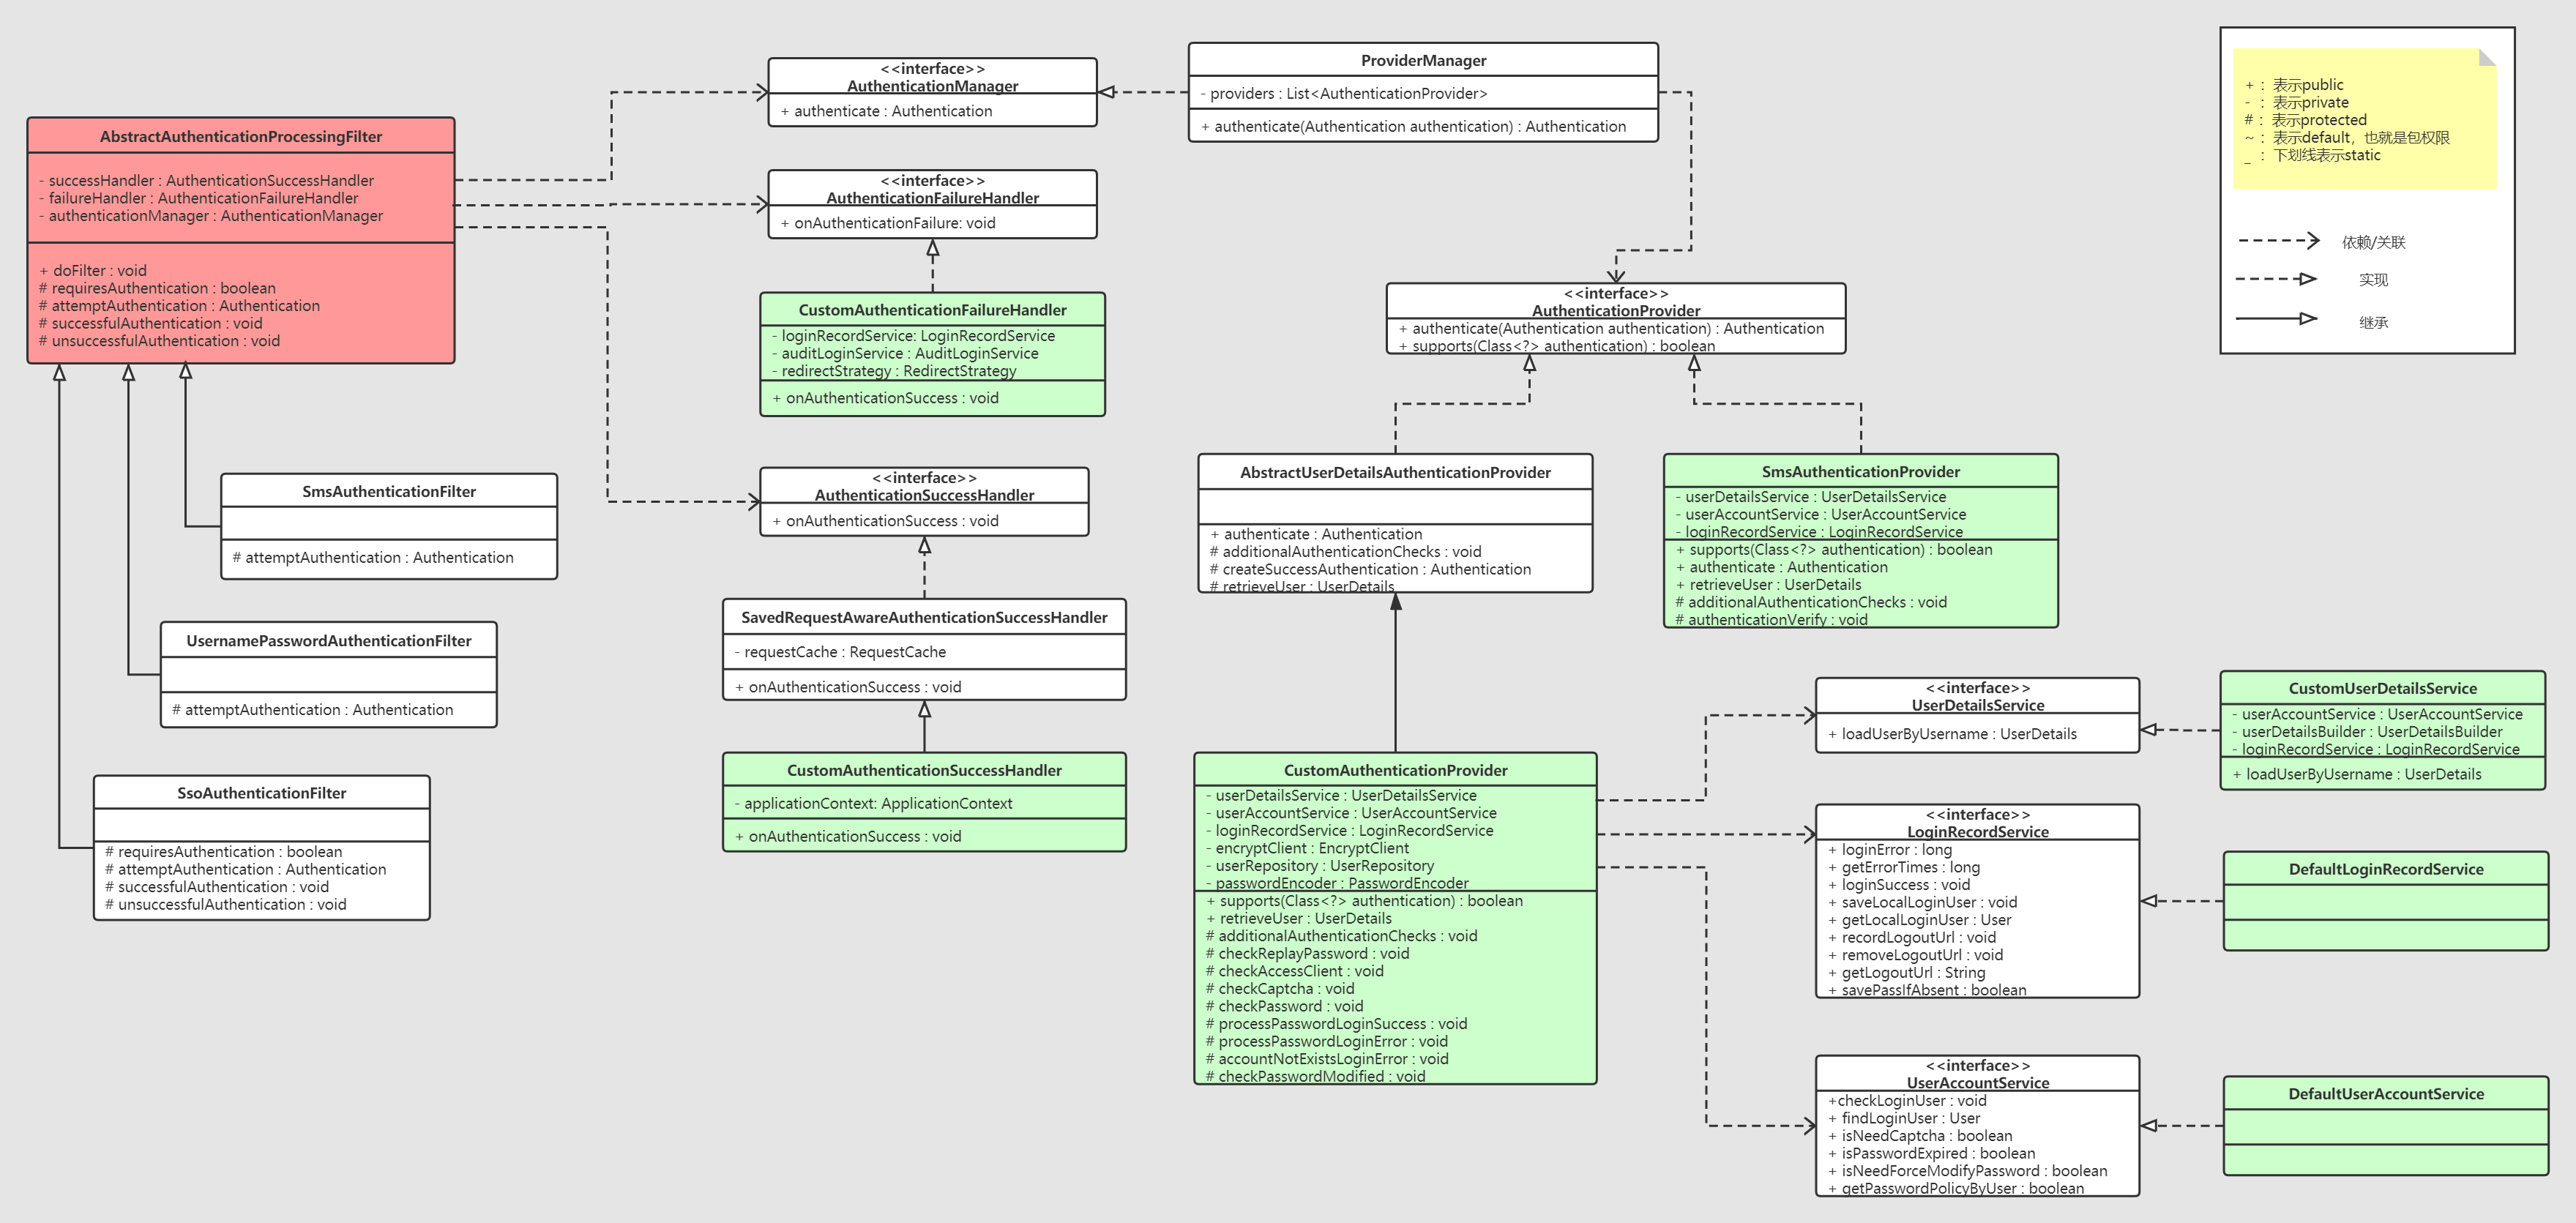 AbstractAuthenticationProcessingFilter
- successHandler : AuthenticationSuccessHandler
- failureHandler : AuthenticationFailureHandler
- authenticationManager : AuthenticationManager
+ doFilter : void
# requiresAuthentication : boolean
# attemptAuthentication : Authentication
# successfulAuthentication : void
# unsuccessfulAuthentication : void
SmsAuthenticationFilter
# attemptAuthentication : Authentication
UsernamePasswordAuthenticationFilter
# attemptAuthentication : Authentication
SsoAuthenticationFilter
# requiresAuthentication : boolean
# attemptAuthentication : Authentication
# successfulAuthentication : void
# unsuccessfulAuthentication : void
<<interface>>
AuthenticationManager
+ authenticate : Authentication
<<interface>>
AuthenticationFailureHandler
+ onAuthenticationFailure: void
CustomAuthenticationFailureHandler
- loginRecordService: LoginRecordService
- auditLoginService : AuditLoginService
- redirectStrategy : RedirectStrategy
+ onAuthenticationSuccess : void
<<interface>>
AuthenticationSuccessHandler
+ onAuthenticationSuccess : void
SavedRequestAwareAuthenticationSuccessHandler
- requestCache : RequestCache
+ onAuthenticationSuccess : void
CustomAuthenticationSuccessHandler
- applicationContext: ApplicationContext
+ onAuthenticationSuccess : void
ProviderManager
- providers : List<AuthenticationProvider>
+ authenticate(Authentication authentication) : Authentication
<<interface>>
AuthenticationProvider
+ authenticate(Authentication authentication) : Authentication
+ supports(Class<?> authentication) : boolean
AbstractUserDetailsAuthenticationProvider
+ authenticate : Authentication
# additionalAuthenticationChecks : void
# createSuccessAuthentication : Authentication
# retrieveUser : UserDetails
SmsAuthenticationProvider
- userDetailsService : UserDetailsService
- userAccountService : UserAccountService
- loginRecordService : LoginRecordService
+ supports(Class<?> authentication) : boolean
+ authenticate : Authentication
+ retrieveUser : UserDetails
# additionalAuthenticationChecks : void
# authenticationVerify : void
CustomAuthenticationProvider
- userDetailsService : UserDetailsService
- userAccountService : UserAccountService
- loginRecordService : LoginRecordService
- encryptClient : EncryptClient
- userRepository : UserRepository
- passwordEncoder : PasswordEncoder
+ supports(Class<?> authentication) : boolean
+ retrieveUser : UserDetails
# additionalAuthenticationChecks : void
# checkReplayPassword : void
# checkAccessClient : void
# checkCaptcha : void
# checkPassword : void
# processPasswordLoginSuccess : void
# processPasswordLoginError : void
# accountNotExistsLoginError : void
# checkPasswordModified : void
<<interface>>
UserDetailsService
+ loadUserByUsername : UserDetails
<<interface>>
LoginRecordService
+ loginError : long
+ getErrorTimes : long
+ loginSuccess : void
+ saveLocalLoginUser : void
+ getLocalLoginUser : User
+ recordLogoutUrl : void
+ removeLogoutUrl : void
+ getLogoutUrl : String
+ savePassIfAbsent : boolean
<<interface>>
UserAccountService
+checkLoginUser : void
+ findLoginUser : User
+ isNeedCaptcha : boolean
+ isPasswordExpired : boolean
+ isNeedForceModifyPassword : boolean
+ getPasswordPolicyByUser : boolean
CustomUserDetailsService
- userAccountService : UserAccountService
- userDetailsBuilder : UserDetailsBuilder
- loginRecordService : LoginRecordService
+ loadUserByUsername : UserDetails
DefaultLoginRecordService
DefaultUserAccountService
+ ：表示public
- ：表示private
# ：表示protected
~ ：表示default，也就是包权限
_ ：下划线表示static
依赖/关联
实现
继承